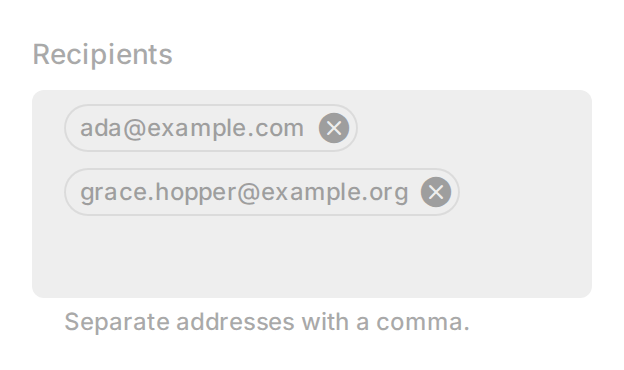 Recipients
ada@example.com
grace.hopper@example.org
Separate addresses with a comma.